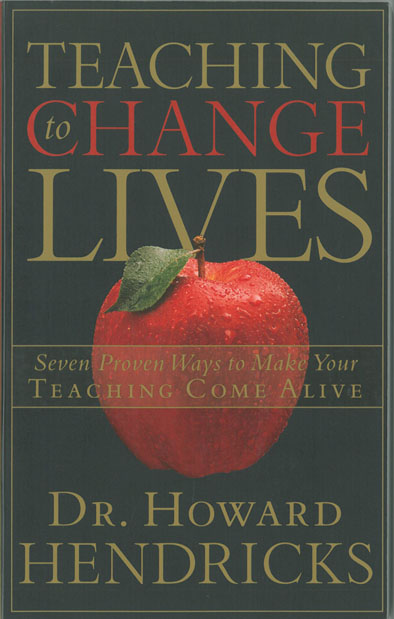 TEACHING
to CHANGE
LIVES
Seven Proven Ways to Make Your
TEACHING COME ALIVE
DR. HOWARD
HENDRICKS